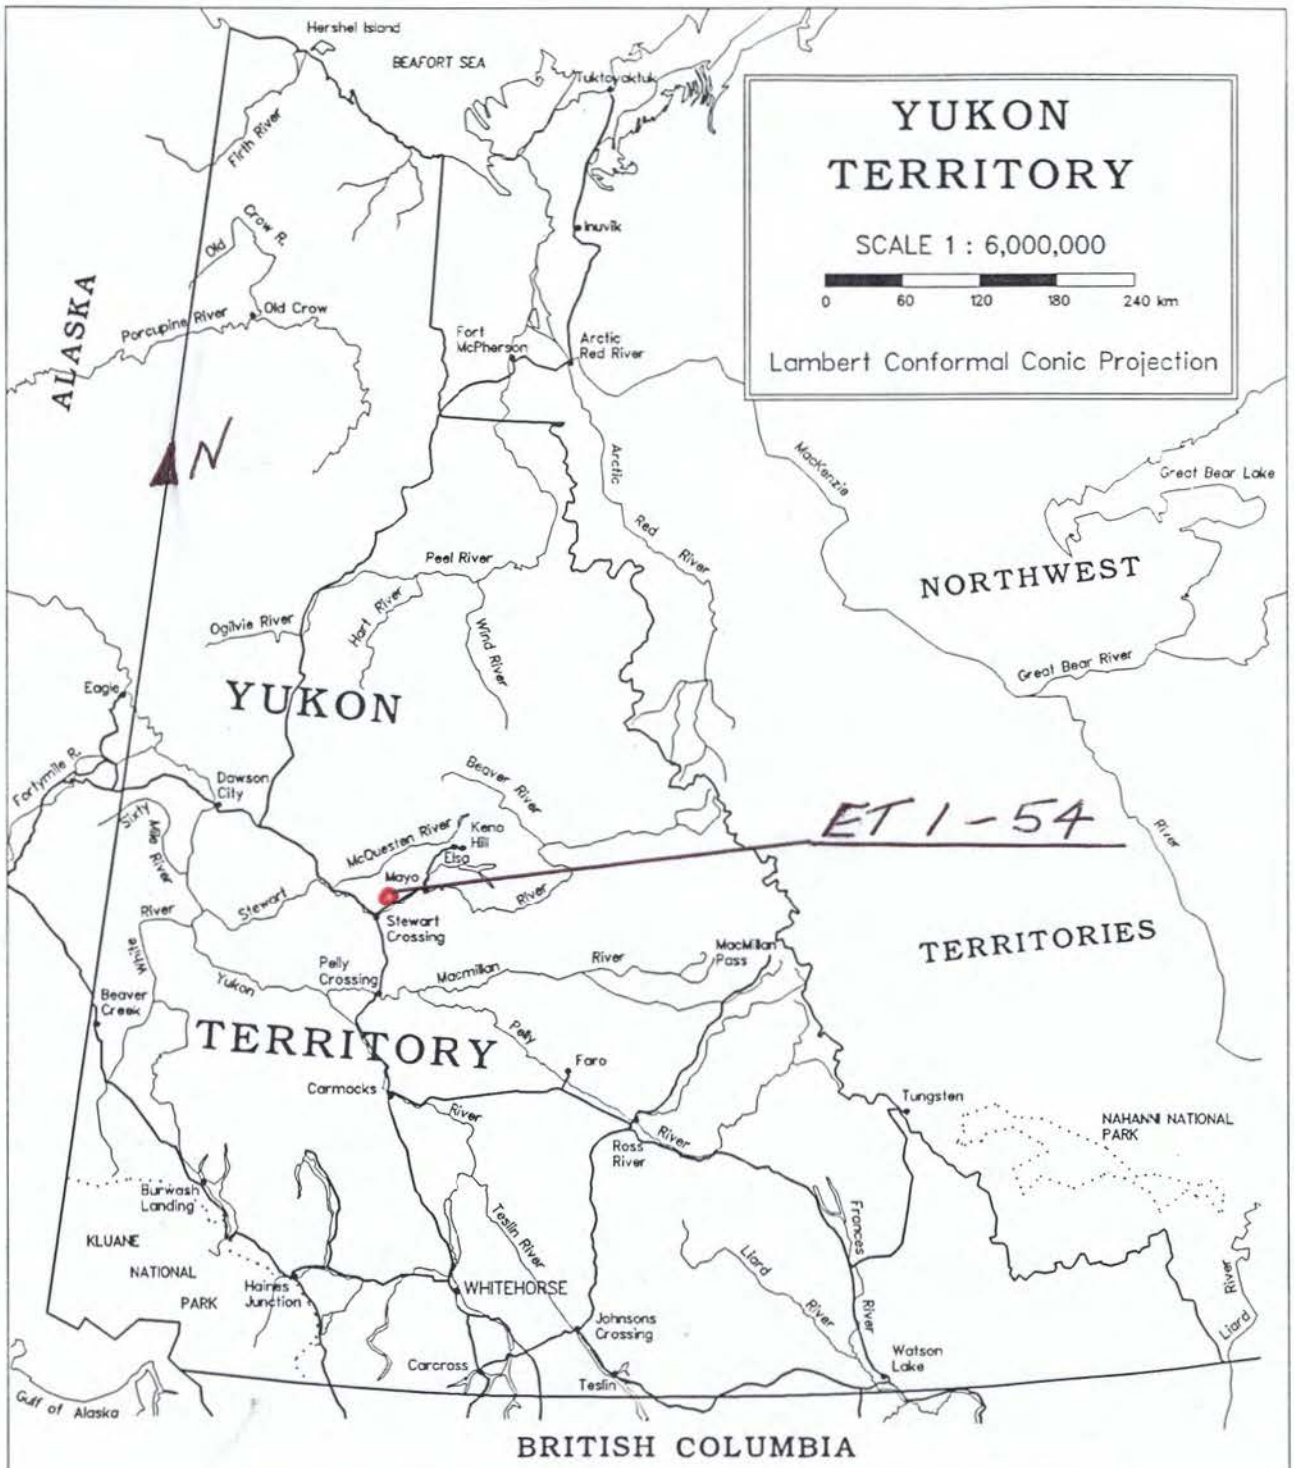 Hershel Island
BEAFORT SEA
Tuktoyaktuk
YUKON
TERRITORY
SCALE 1 : 6,000,000
0 60 120 180 240 km
Lambert Conformal Conic Projection
Firth River
Old Crow R.
Inuvik
ALASKA
Porcupine River
Old Crow
Fort
McPherson
Arctic
Red River
N
Arctic Red River
MacKenzie
Great Bear Lake
Peel River
NORTHWEST
Hart River
Ogilvie River
Wind River
Great Bear River
Eagle
YUKON
Fortymile R.
Dawson
City
Beaver River
Sixty Mile River
McQuesten River
Keno
Hill
Elsa
ET 1-54
River
Mayo
Stewart
River
River
Stewart
Crossing
White
TERRITORIES
MacMillan
Pass
Pelly
Crossing
Macmillan River
Yukon
Beaver
Creek
TERRITORY
Pelly
Faro
Carmacks
River
Tungsten
NAHANNI NATIONAL
PARK
River
Ross
River
Burwash
Landing
Teslin River
Frances
KLUANE
NATIONAL
PARK
Liard River
Haines
Junction
WHITEHORSE
River
Liard River
Johnsons
Crossing
Carcross
Teslin
Watson
Lake
Gulf of Alaska
BRITISH COLUMBIA